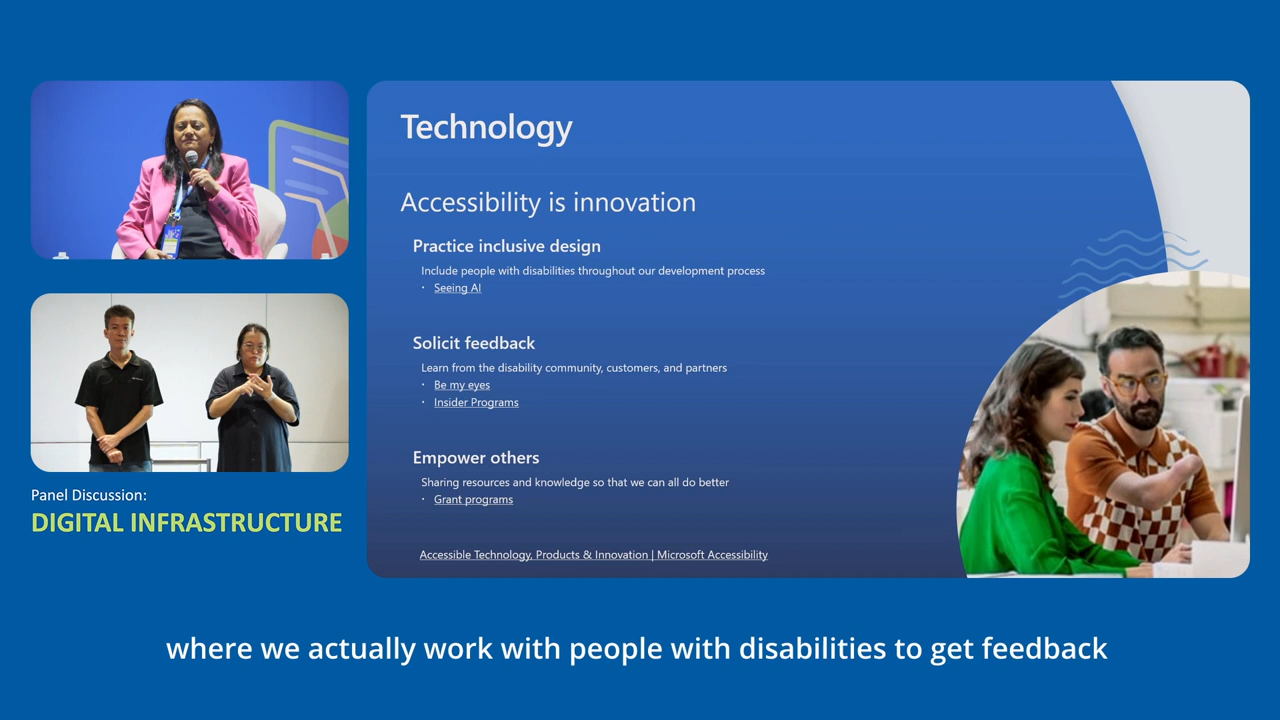 Technology
Accessibility is innovation
Practice inclusive design
Include people with disabilities throughout our development process
· Seeing AI
Solicit feedback
Learn from the disability community, customers, and partners
· Be my eyes
· Insider Programs
Empower others
Sharing resources and knowledge so that we can all do better
· Grant programs
Accessible Technology, Products & Innovation | Microsoft Accessibility
Panel Discussion:
DIGITAL INFRASTRUCTURE
where we actually work with people with disabilities to get feedback